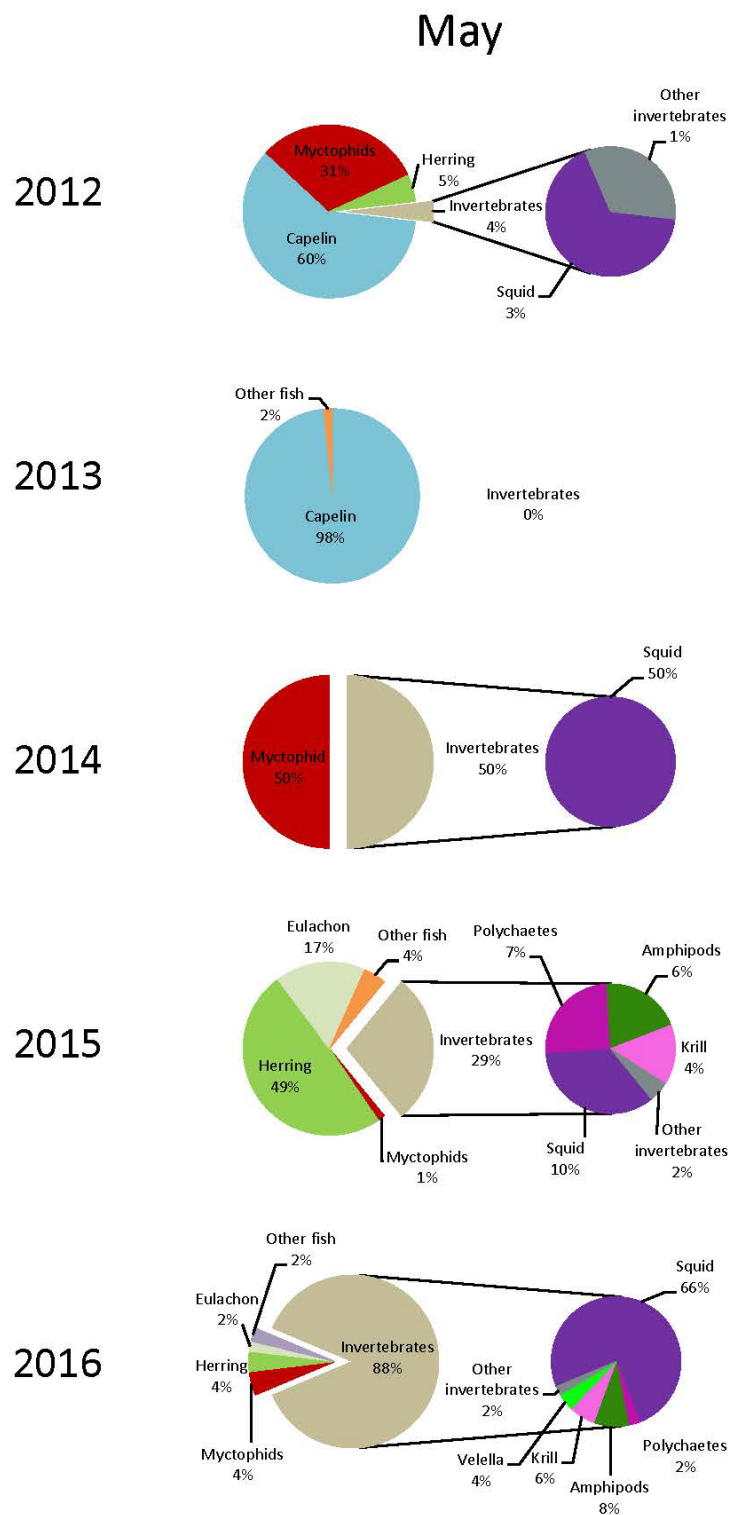 May
2012
Myctophids
31%
Herring
5%
Invertebrates
4%
Capelin
60%
Other
invertebrates
1%
Squid
3%
2013
Other fish
2%
Capelin
98%
Invertebrates
0%
2014
Myctophid
50%
Invertebrates
50%
Squid
50%
2015
Eulachon
17%
Other fish
4%
Herring
49%
Invertebrates
29%
Myctophids
1%
Polychaetes
7%
Amphipods
6%
Krill
4%
Other
invertebrates
2%
Squid
10%
2016
Other fish
2%
Eulachon
2%
Herring
4%
Myctophids
4%
Invertebrates
88%
Squid
66%
Other
invertebrates
2%
Velella
4%
Krill
6%
Amphipods
8%
Polychaetes
2%